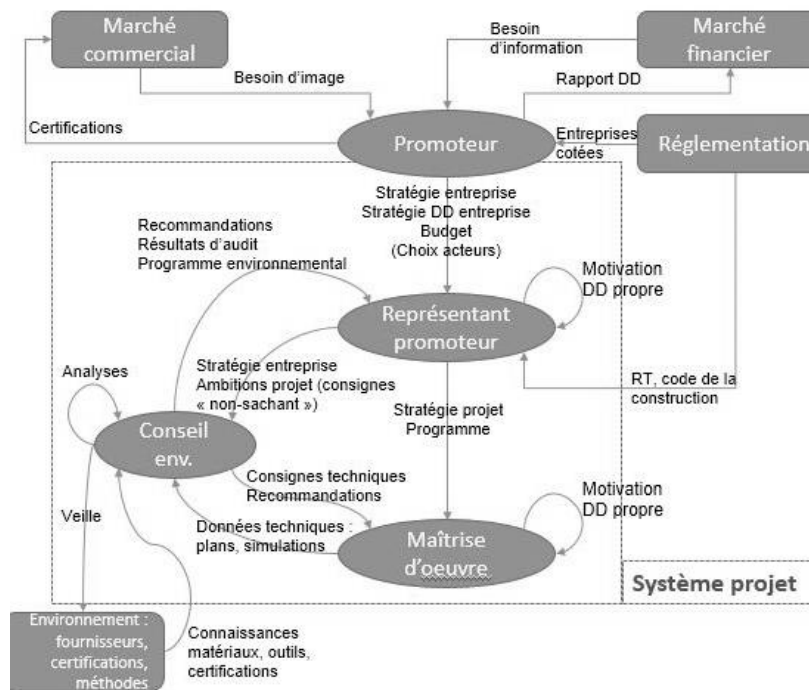 Marché
commercial
Besoin
d'information
Marché
financier
Besoin d'image
Rapport DD
Certifications
Promoteur
Entreprises
cotées
Réglementation
Stratégie entreprise
Stratégie DD entreprise
Budget
(Choix acteurs)
Recommandations
Résultats d'audit
Programme environnemental
Motivation
DD propre
Représentant
promoteur
Stratégie entreprise
Ambitions projet (consignes
« non-sachant »)
Analyses
RT, code de la
construction
Stratégie projet
Programme
Conseil
env.
Consignes techniques
Recommandations
Motivation
DD propre
Veille
Données techniques :
plans, simulations
Maîtrise
d'oeuvre
Système projet
Environnement :
fournisseurs,
certifications,
méthodes
Connaissances
matériaux, outils,
certifications